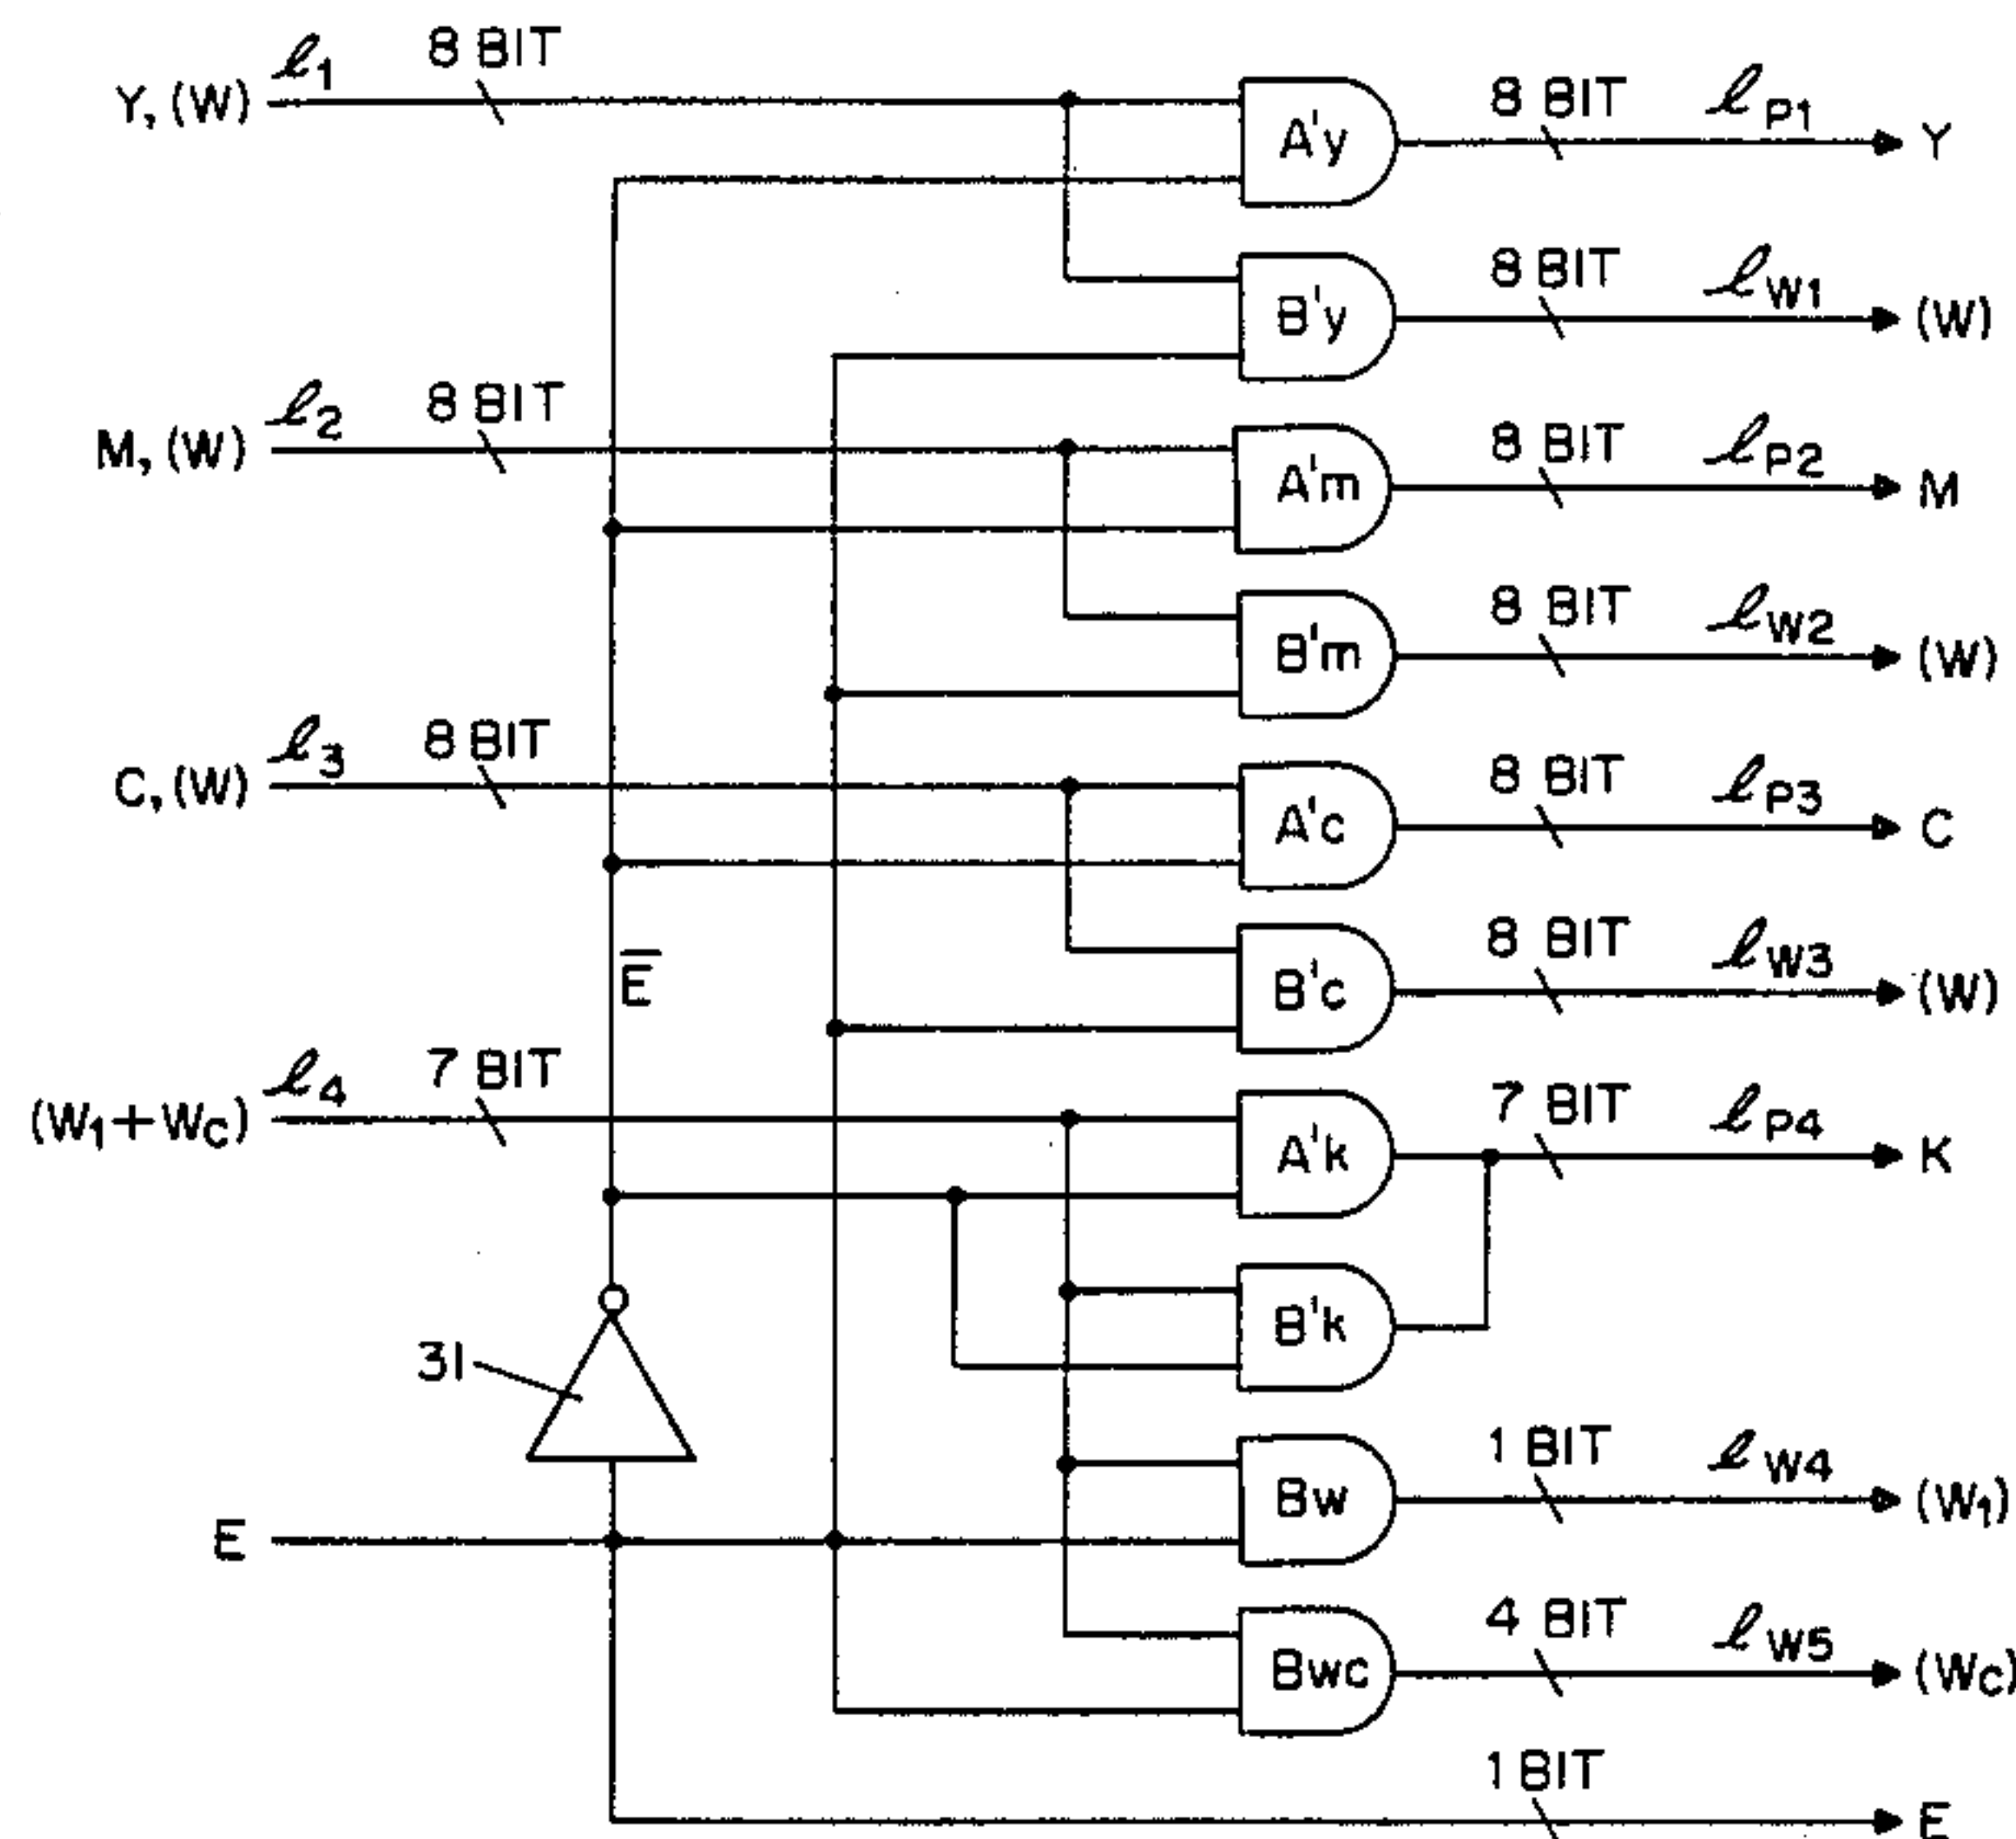 Y, (W) ℓ1 8 BIT A'y 8 BIT ℓP1 Y
B'y 8 BIT ℓW1 (W)
M, (W) ℓ2 8 BIT A'm 8 BIT ℓP2 M
B'm 8 BIT ℓW2 (W)
C, (W) ℓ3 8 BIT A'c 8 BIT ℓP3 C
E̅ B'c 8 BIT ℓW3 (W)
(W1+WC) ℓ4 7 BIT A'k 7 BIT ℓP4 K
B'k
31
Bw 1 BIT ℓW4 (W1)
E
Bwc 4 BIT ℓW5 (WC)
1 BIT E